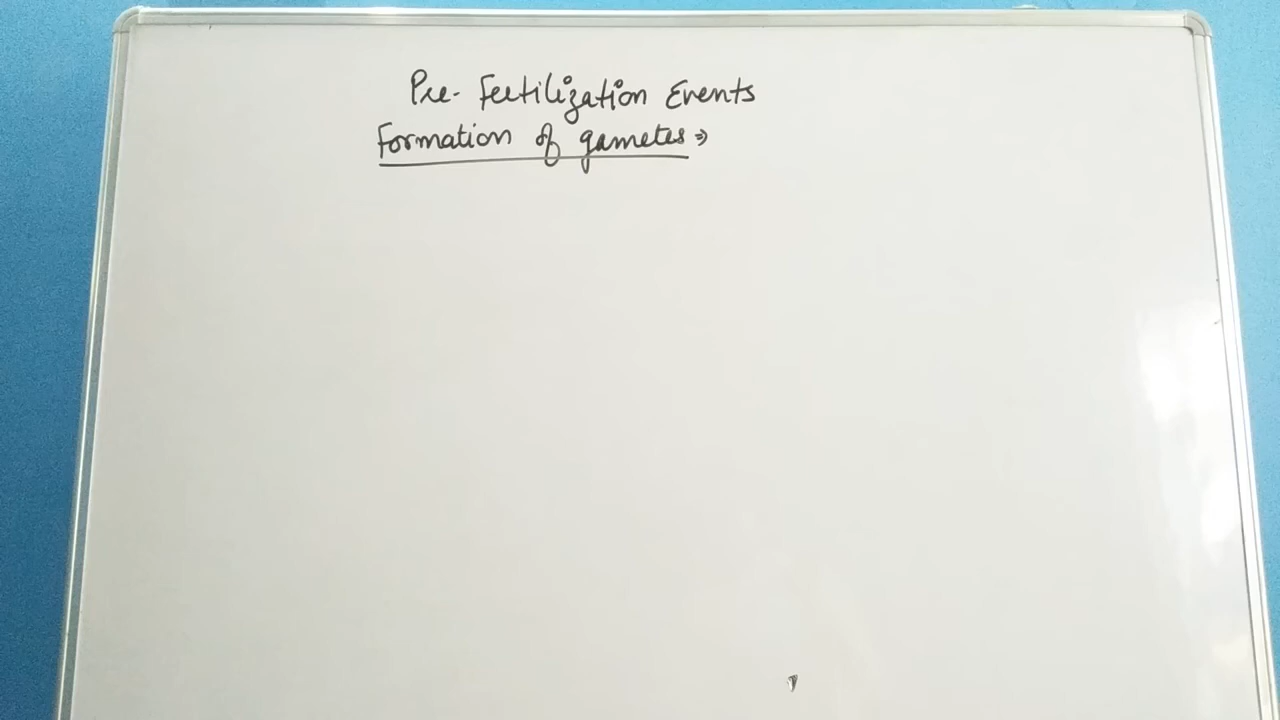 Pre- Fertilization Events
Formation of gametes ⇒